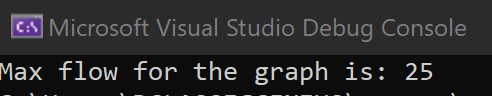 C:\
Microsoft Visual Studio Debug Console
Max flow for the graph is: 25